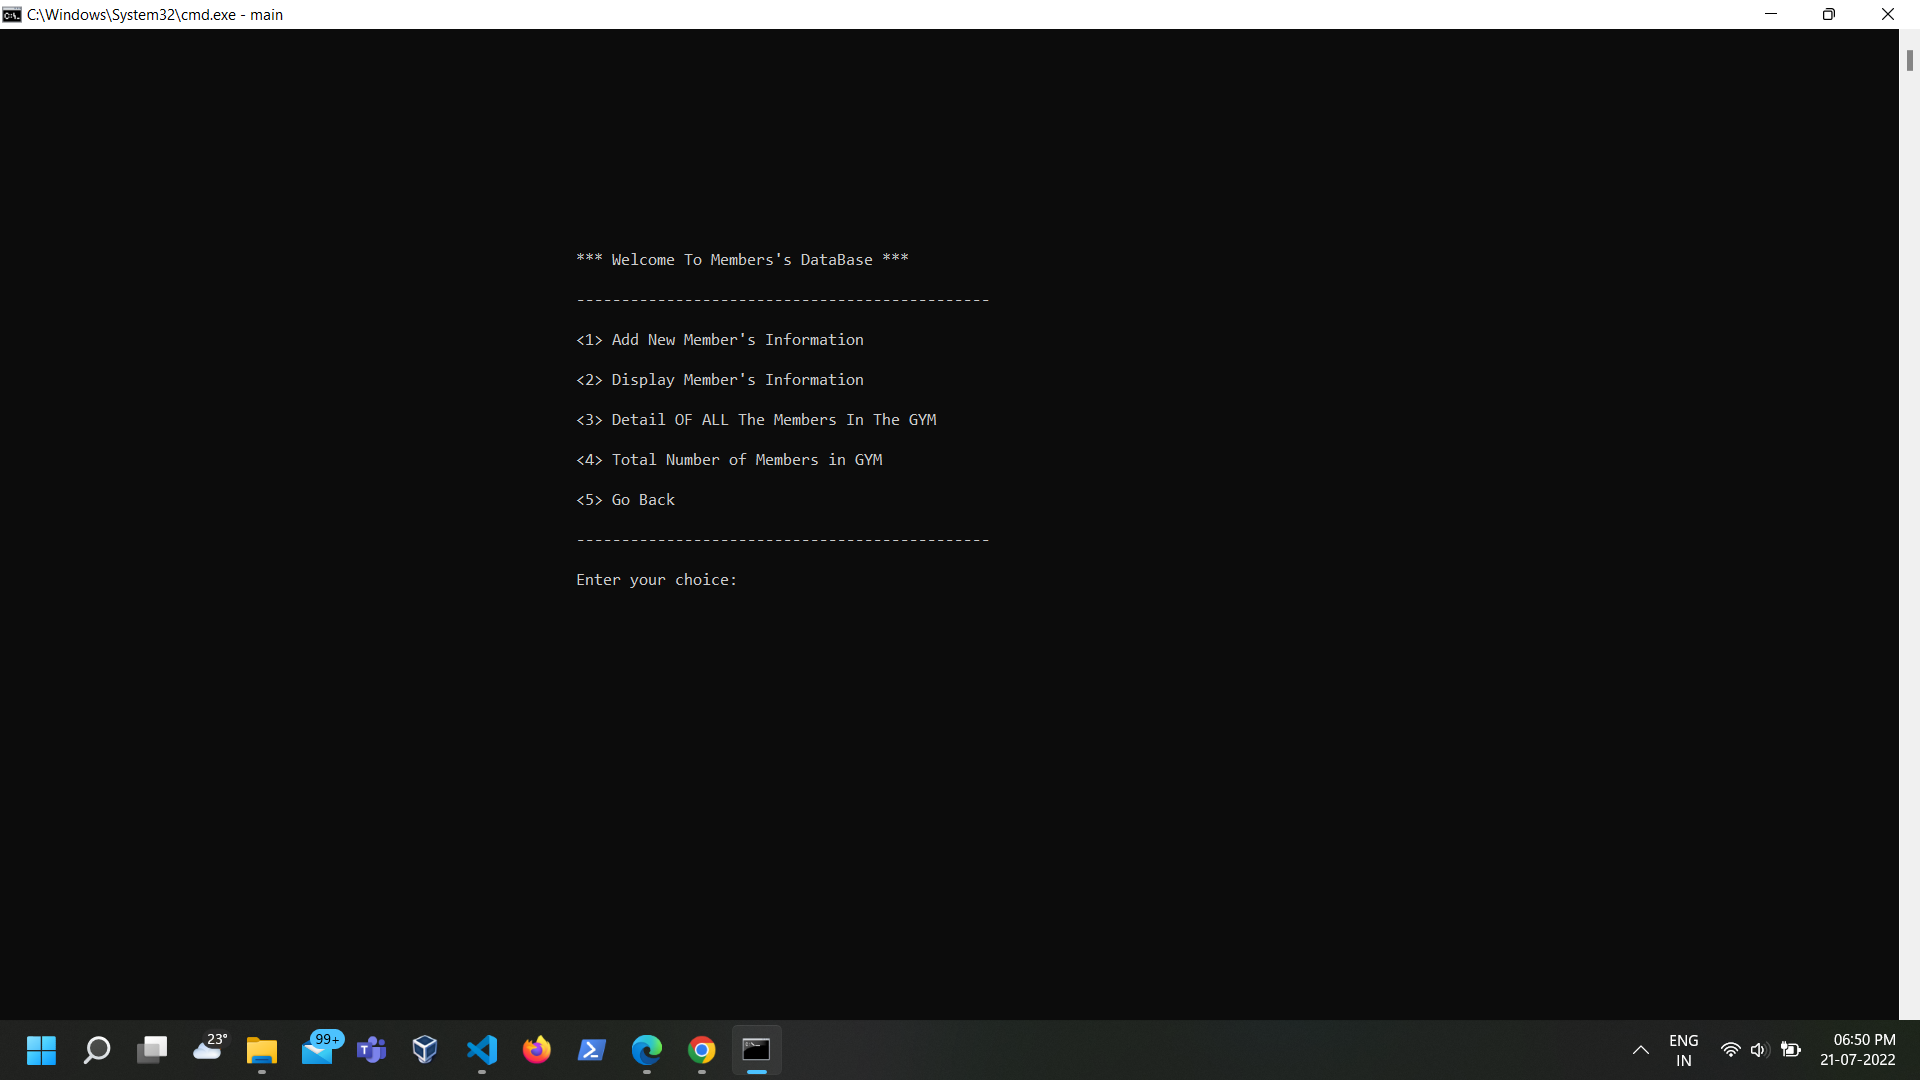 C:\Windows\System32\cmd.exe - main
*** Welcome To Members's DataBase ***
----------------------------------------------
<1> Add New Member's Information
<2> Display Member's Information
<3> Detail OF ALL The Members In The GYM
<4> Total Number of Members in GYM
<5> Go Back
----------------------------------------------
Enter your choice:
23°
99+
ENG
IN
06:50 PM
21-07-2022